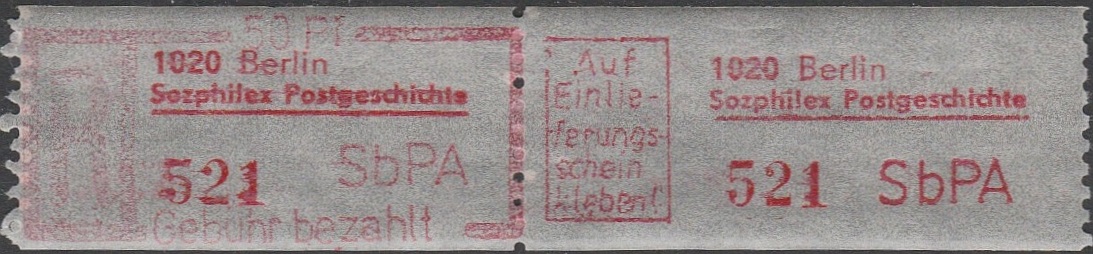 50 Pf
1020 Berlin
Sozphilex Postgeschichte
521 SbPA
Gebühr bezahlt
Auf
Einlie-
ferungs-
schein
kleben!
1020 Berlin
Sozphilex Postgeschichte
521 SbPA